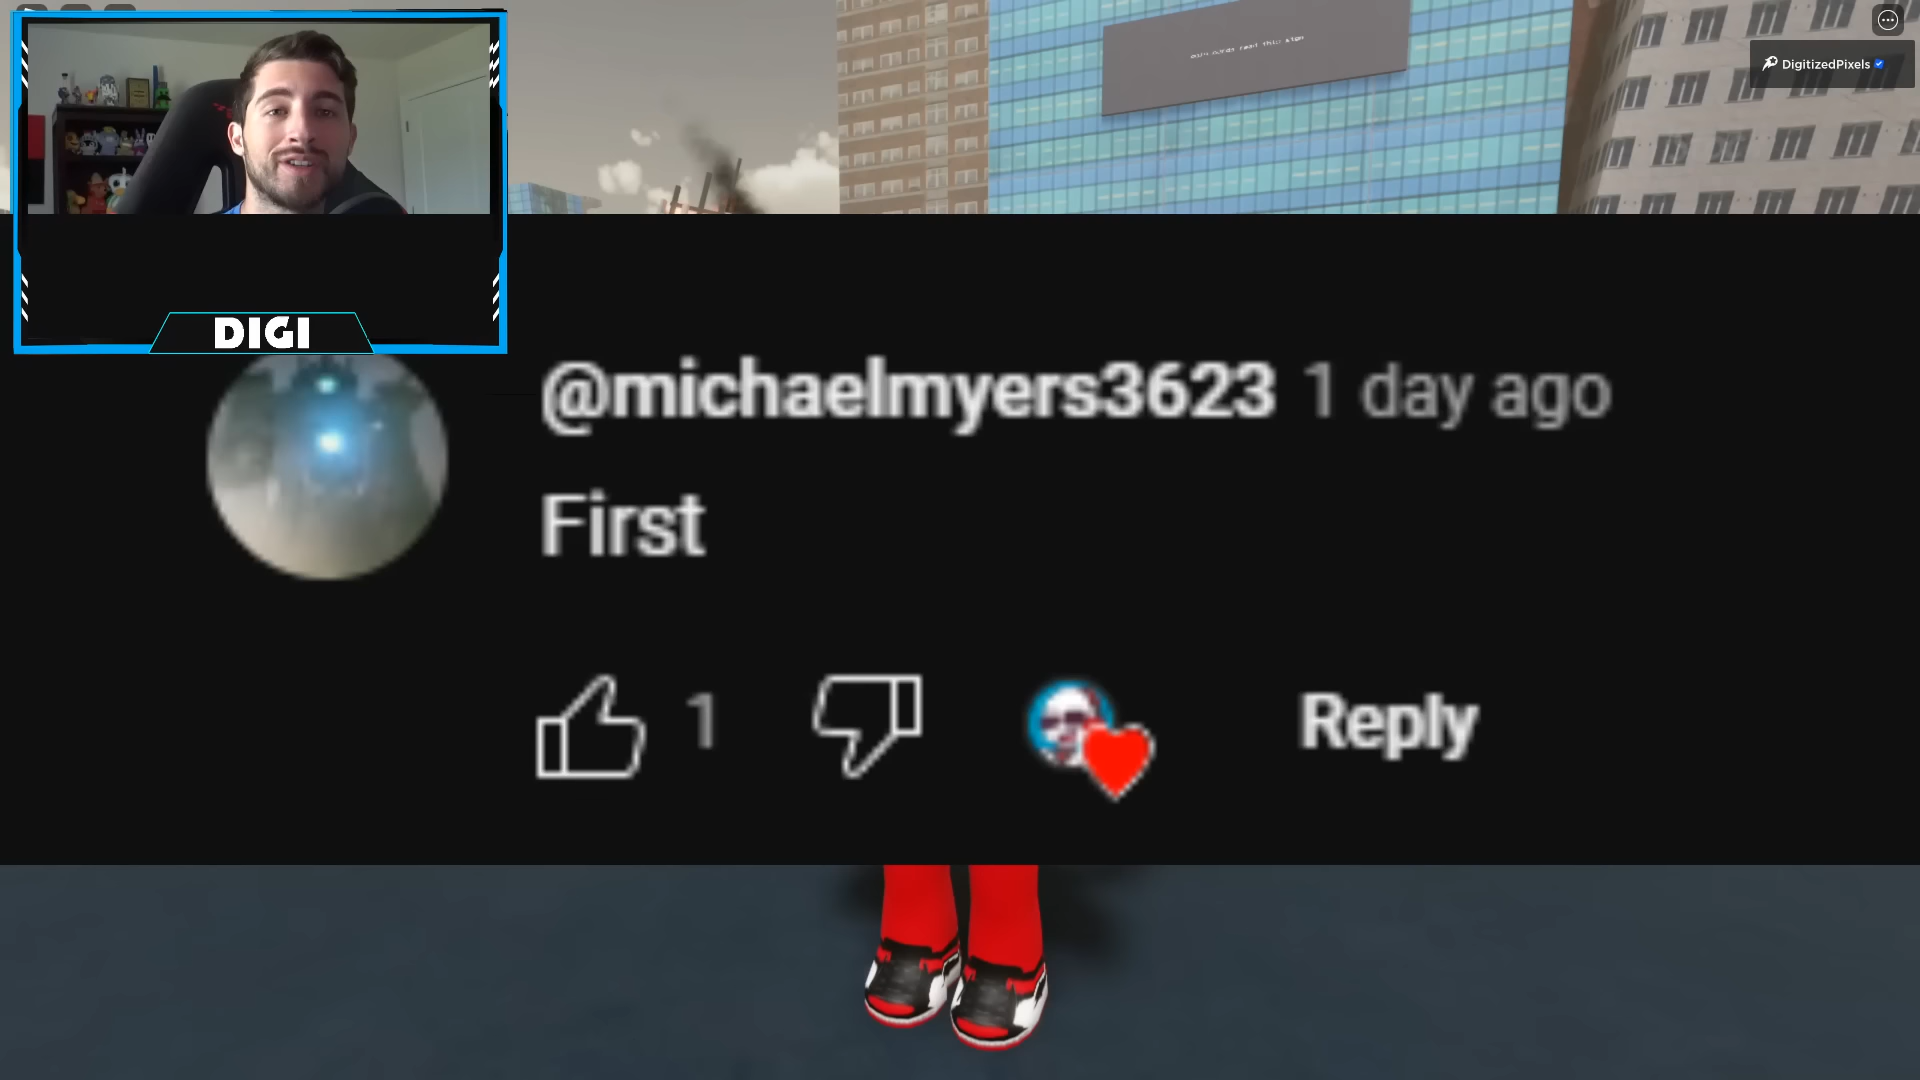 DigitizedPixels
DIGI
@michaelmyers3623 1 day ago
First
1
Reply